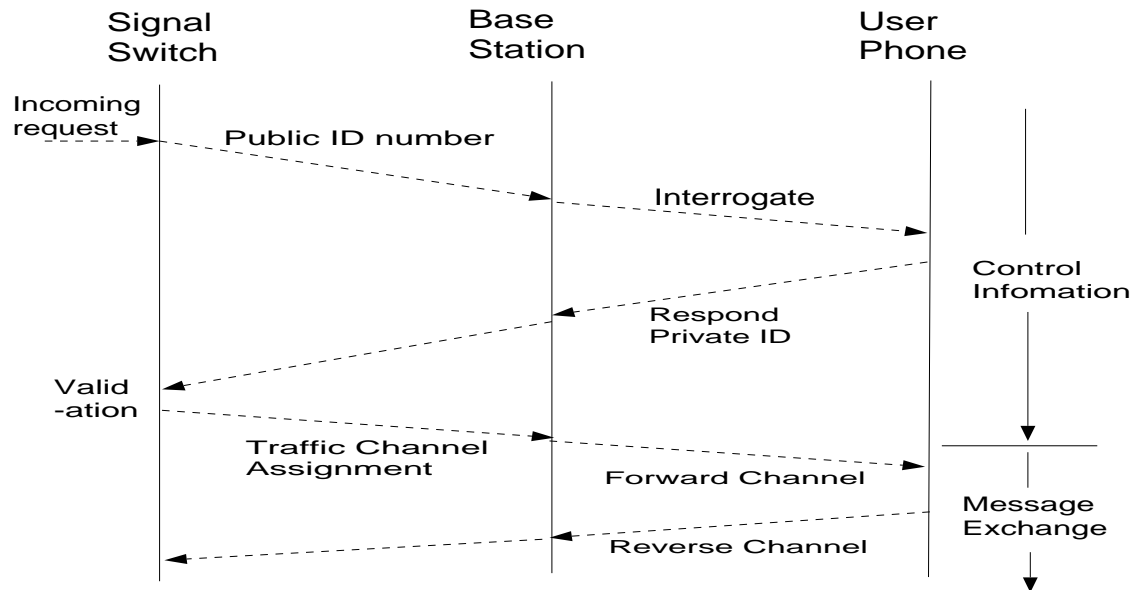 Signal
Switch
Base
Station
User
Phone
Incoming
request
Public ID number
Interrogate
Control
Infomation
Respond
Private ID
Valid
-ation
Traffic Channel
Assignment
Forward Channel
Message
Exchange
Reverse Channel